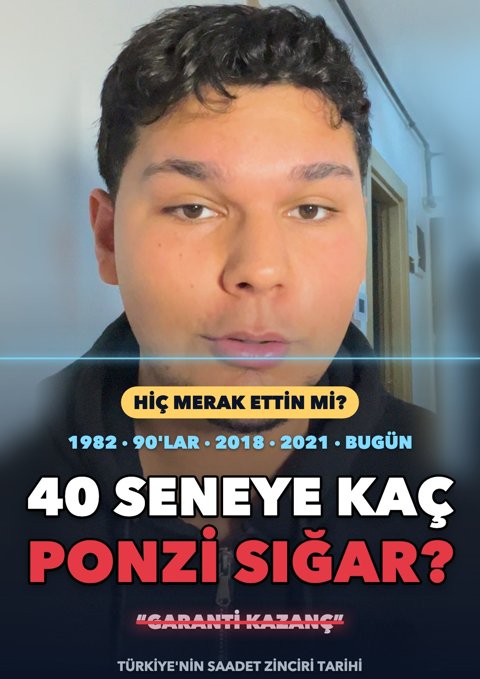 HİÇ MERAK ETTİN Mİ?
1982 · 90'LAR · 2018 · 2021 · BUGÜN
40 SENEYE KAÇ
PONZİ SIĞAR?
"GARANTİ KAZANÇ"
TÜRKİYE'NİN SAADET ZİNCİRİ TARİHİ